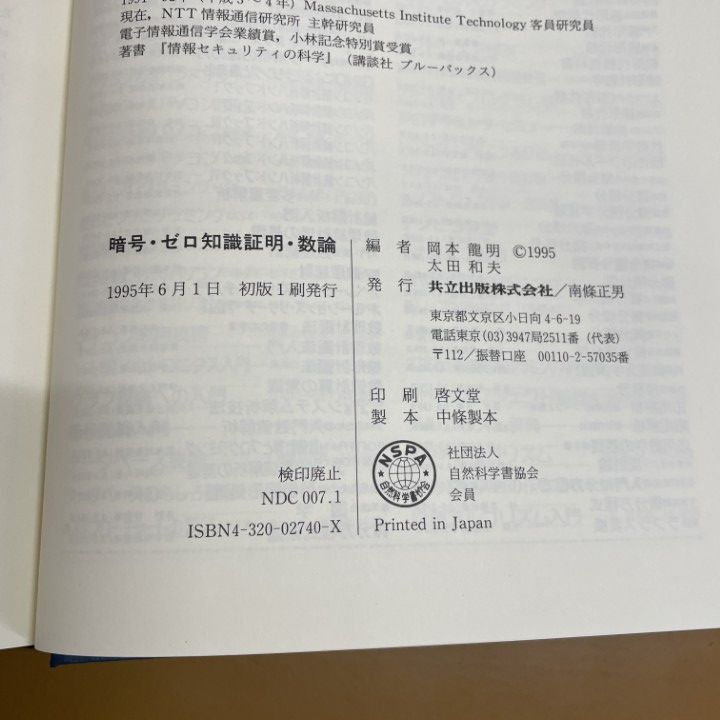 Massachusetts Institute Technology 客員研究員
現在,NTT情報通信研究所 主幹研究員
電子情報通信学会業績賞,小林記念特別賞受賞
著書 『情報セキュリティの科学』(講談社 ブルーバックス)
暗号・ゼロ知識証明・数論
1995年6月1日 初版1刷発行
検印廃止
NDC 007.1
ISBN4-320-02740-X
編者 岡本 龍明 ©1995
太田 和夫
発行 共立出版株式会社/南條正男
東京都文京区小日向4-6-19
電話東京(03)3947局2511番(代表)
〒112/振替口座 00110-2-57035番
印刷 啓文堂
製本 中條製本
NSPA
自然科学書協会
社団法人
自然科学書協会
会員
Printed in Japan